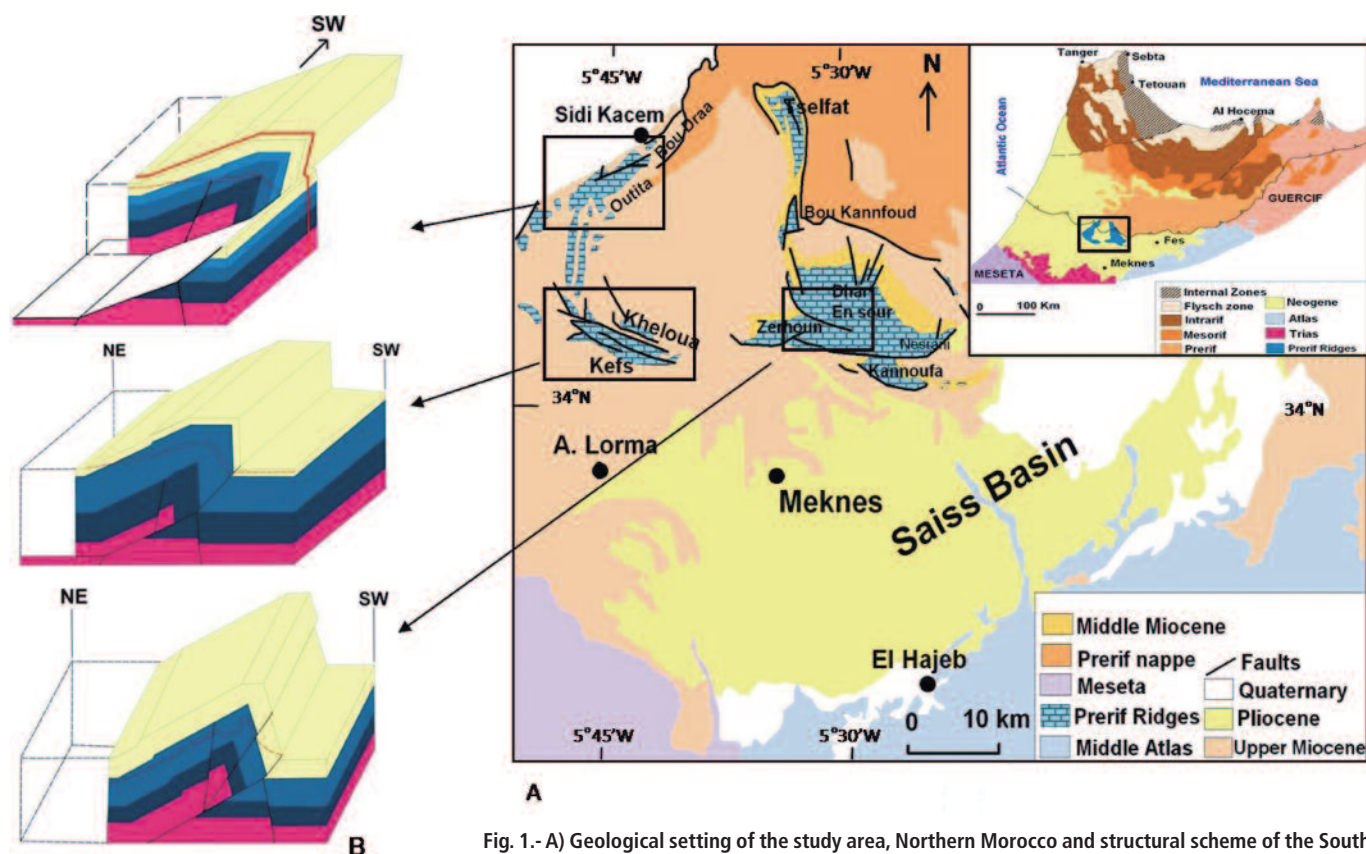 SW
NE
SW
NE
SW
B
5°45'W
5°30'W
N
Sidi Kacem
Bou Draa
Tselfat
Outita
Bou Kannfoud
Dhar
En sour
Zerhoun
Nesrani
Kheloua
Kefs
Kannoufa
34°N
34°N
A. Lorma
Meknes
Saiss Basin
El Hajeb
0 10 km
5°45'W
5°30'W
Middle Miocene
Prerif nappe
Meseta
Prerif Ridges
Middle Atlas
Faults
Quaternary
Pliocene
Upper Miocene
A
Tanger
Sebta
Tetouan
Mediterranean Sea
Al Hocema
Atlantic Ocean
GUERCIF
Fes
Meknes
MESETA
0 100 Km
Internal Zones
Flysch zone
Intrarif
Mesorif
Prerif
Neogene
Atlas
Trias
Prerif Ridges
Fig. 1.- A) Geological setting of the study area, Northern Morocco and structural scheme of the South